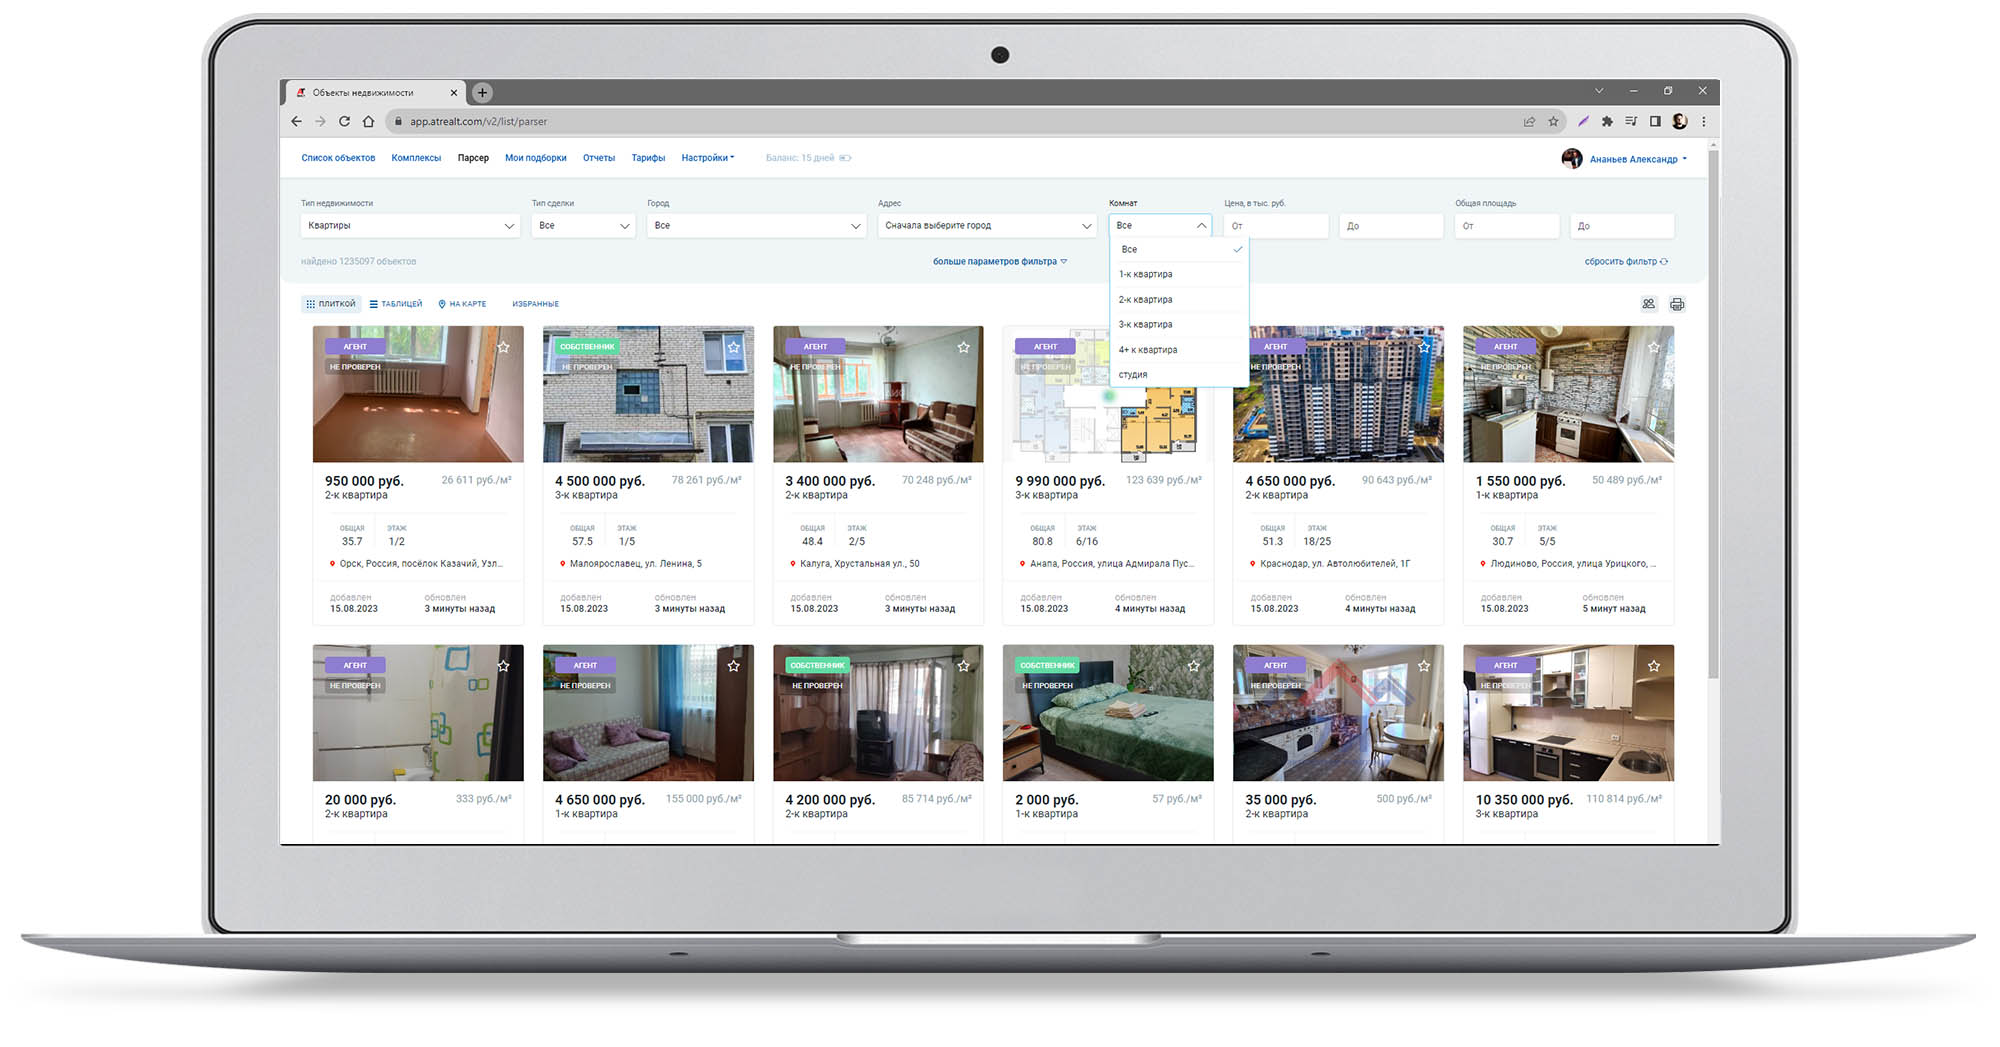 Объекты недвижимости
app.atrealt.com/v2/list/parser
Список объектов Комплексы Парсер Мои подборки Отчеты Тарифы Настройки Баланс: 15 дней Ананьев Александр
Тип недвижимости Тип сделки Город Адрес Комнат Цена, в тыс. руб. Общая площадь
Квартиры Все Все Сначала выберите город Все От До От До
Все
1-к квартира
2-к квартира
3-к квартира
4+ к квартира
студия
найдено 1235097 объектов больше параметров фильтра сбросить фильтр
ПЛИТКОЙ ТАБЛИЦЕЙ НА КАРТЕ ИЗБРАННЫЕ
АГЕНТ СОБСТВЕННИК АГЕНТ АГЕНТ АГЕНТ АГЕНТ
НЕ ПРОВЕРЕН НЕ ПРОВЕРЕН НЕ ПРОВЕРЕН НЕ ПРОВЕРЕН НЕ ПРОВЕРЕН НЕ ПРОВЕРЕН
950 000 руб. 26 611 руб./м² 4 500 000 руб. 78 261 руб./м² 3 400 000 руб. 70 248 руб./м² 9 990 000 руб. 123 639 руб./м² 4 650 000 руб. 90 643 руб./м² 1 550 000 руб. 50 489 руб./м²
2-к квартира 3-к квартира 2-к квартира 3-к квартира 2-к квартира 1-к квартира
ОБЩАЯ ЭТАЖ ОБЩАЯ ЭТАЖ ОБЩАЯ ЭТАЖ ОБЩАЯ ЭТАЖ ОБЩАЯ ЭТАЖ ОБЩАЯ ЭТАЖ
35.7 1/2 57.5 1/5 48.4 2/5 80.8 6/16 51.3 18/25 30.7 5/5
Орск, Россия, посёлок Казачий, Узл... Малоярославец, ул. Ленина, 5 Калуга, Хрустальная ул., 50 Анапа, Россия, улица Адмирала Пус... Краснодар, ул. Автолюбителей, 1Г Людиново, Россия, улица Урицкого, ...
добавлен обновлен добавлен обновлен добавлен обновлен добавлен обновлен добавлен обновлен добавлен обновлен
15.08.2023 3 минуты назад 15.08.2023 3 минуты назад 15.08.2023 3 минуты назад 15.08.2023 4 минуты назад 15.08.2023 4 минуты назад 15.08.2023 5 минут назад
АГЕНТ АГЕНТ СОБСТВЕННИК СОБСТВЕННИК АГЕНТ АГЕНТ
НЕ ПРОВЕРЕН НЕ ПРОВЕРЕН НЕ ПРОВЕРЕН НЕ ПРОВЕРЕН НЕ ПРОВЕРЕН НЕ ПРОВЕРЕН
20 000 руб. 333 руб./м² 4 650 000 руб. 155 000 руб./м² 4 200 000 руб. 85 714 руб./м² 2 000 руб. 57 руб./м² 35 000 руб. 500 руб./м² 10 350 000 руб. 110 814 руб./м²
2-к квартира 1-к квартира 2-к квартира 1-к квартира 2-к квартира 3-к квартира